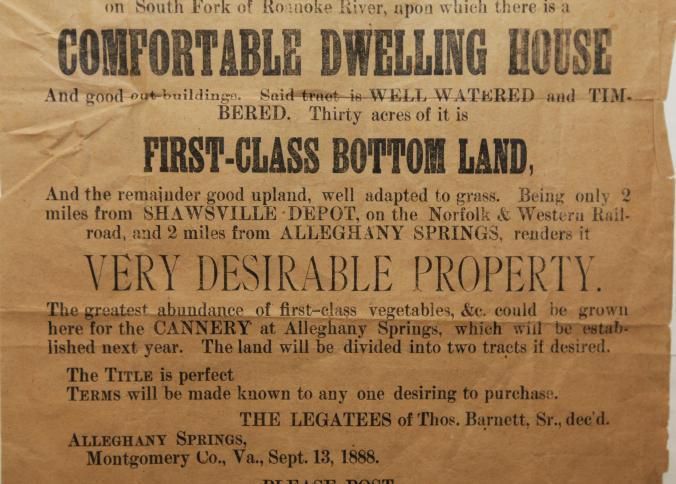 on South Fork of Roanoke River, upon which there is a
COMFORTABLE DWELLING HOUSE
And good out-buildings. Said tract is WELL WATERED and TIM-
BERED. Thirty acres of it is
FIRST-CLASS BOTTOM LAND,
And the remainder good upland, well adapted to grass. Being only 2
miles from SHAWSVILLE DEPOT, on the Norfolk & Western Rail-
road, and 2 miles from ALLEGHANY SPRINGS, renders it
VERY DESIRABLE PROPERTY.
The greatest abundance of first-class vegetables, &c. could be grown
here for the CANNERY at Alleghany Springs, which will be estab-
lished next year. The land will be divided into two tracts if desired.
The TITLE is perfect
TERMS will be made known to any one desiring to purchase.
THE LEGATEES of Thos. Barnett, Sr., dec'd.
ALLEGHANY SPRINGS,
Montgomery Co., Va., Sept. 13, 1888.
PLEASE POST